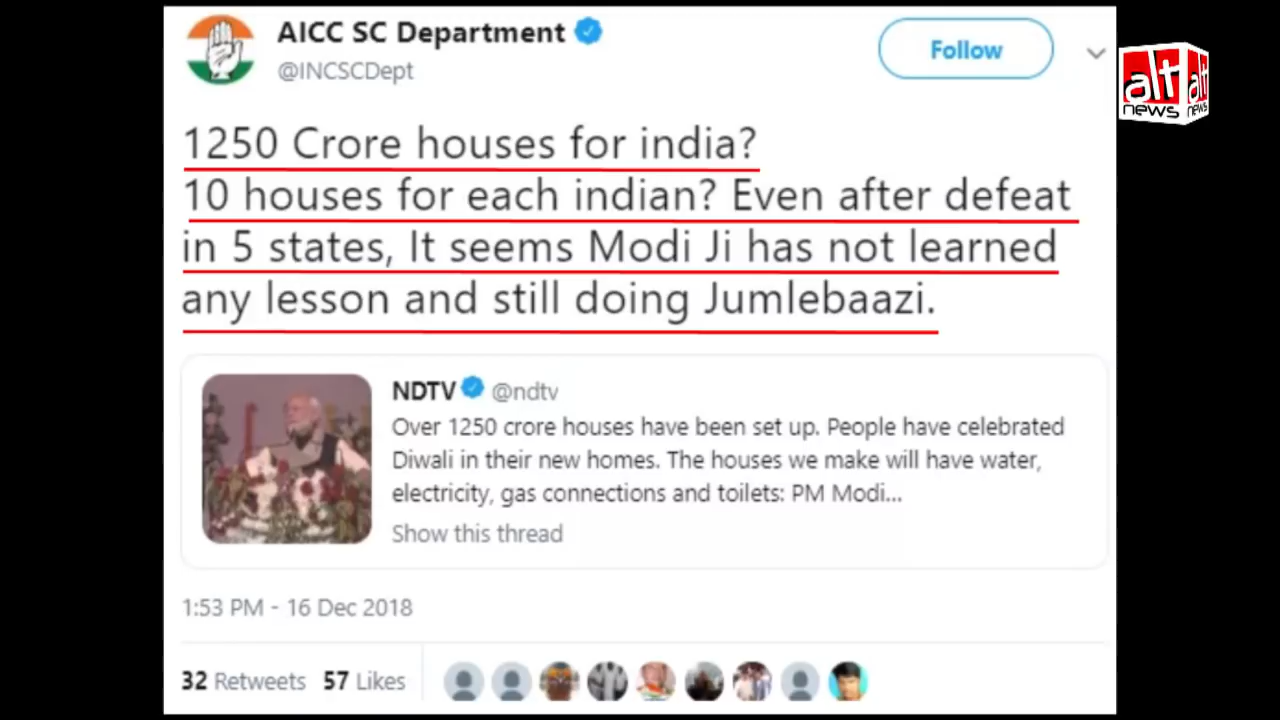 AICC SC Department
@INCSCDept
Follow
alt
news
alt
news
1250 Crore houses for india?
10 houses for each indian? Even after defeat
in 5 states, It seems Modi Ji has not learned
any lesson and still doing Jumlebaazi.
NDTV @ndtv
Over 1250 crore houses have been set up. People have celebrated
Diwali in their new homes. The houses we make will have water,
electricity, gas connections and toilets: PM Modi...
Show this thread
1:53 PM - 16 Dec 2018
32 Retweets 57 Likes